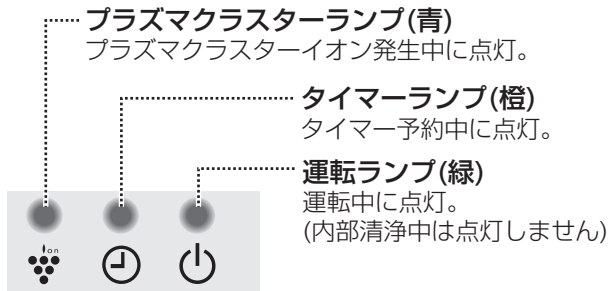 プラズマクラスターランプ(青)
プラズマクラスターイオン発生中に点灯。
タイマーランプ(橙)
タイマー予約中に点灯。
運転ランプ(緑)
運転中に点灯。
(内部清浄中は点灯しません)
ion